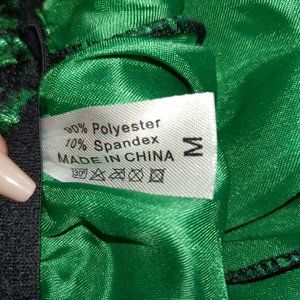 90% Polyester
10% Spandex
MADE IN CHINA
M